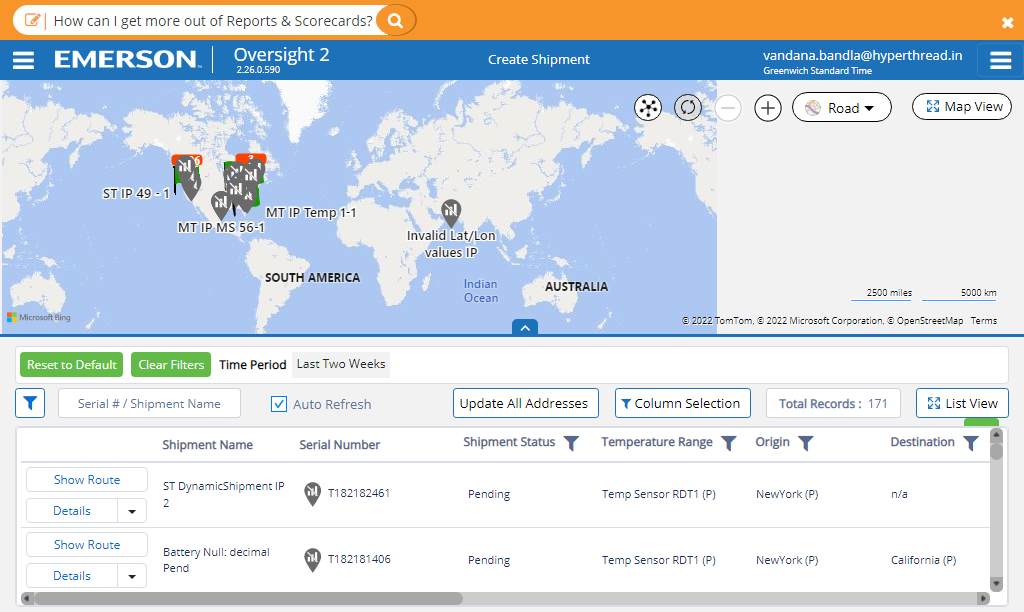 How can I get more out of Reports & Scorecards?
EMERSON
Oversight 2
2.26.0.590
Create Shipment
vandana.bandla@hyperthread.in
Greenwich Standard Time
Road
Map View
ST IP 49 - 1
MT IP Temp 1-1
MT IP MS 56-1
Invalid Lat/Lon
values IP
SOUTH AMERICA
Indian
Ocean
AUSTRALIA
2500 miles
5000 km
Microsoft Bing
© 2022 TomTom, © 2022 Microsoft Corporation, © OpenStreetMap Terms
Reset to Default
Clear Filters
Time Period
Last Two Weeks
Serial # / Shipment Name
Auto Refresh
Update All Addresses
Column Selection
Total Records : 171
List View
Shipment Name
Serial Number
Shipment Status
Temperature Range
Origin
Destination
Show Route
Details
ST DynamicShipment IP
2
T182182461
Pending
Temp Sensor RDT1 (P)
NewYork (P)
n/a
Show Route
Details
Battery Null: decimal
Pend
T182181406
Pending
Temp Sensor RDT1 (P)
NewYork (P)
California (P)